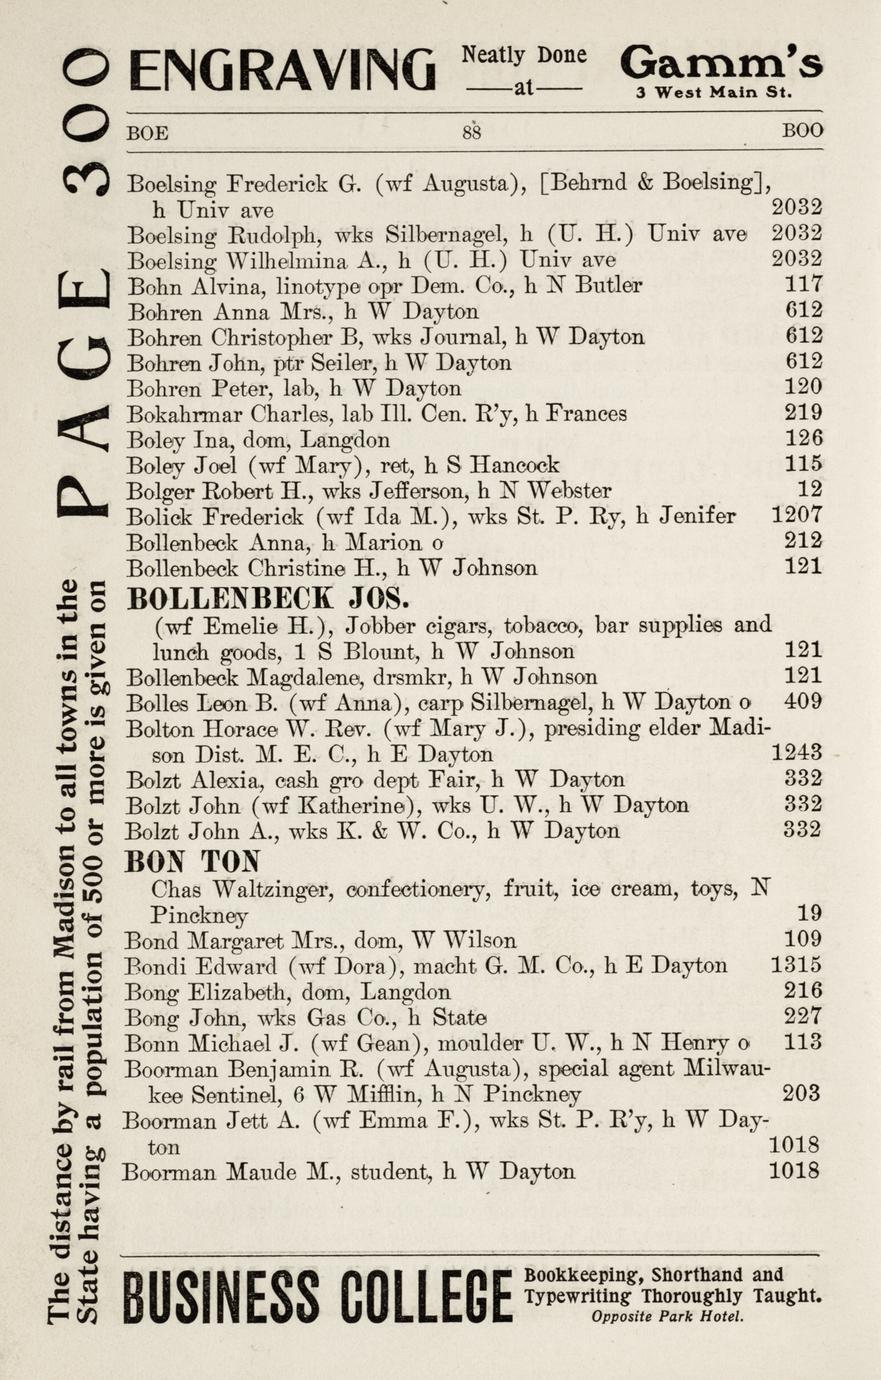 ENGRAVING Neatly Done —at— Gamm's
3 West Main St.
BOE 88 BOO
Boelsing Frederick G. (wf Augusta), [Behrnd & Boelsing],
h Univ ave 2032
Boelsing Rudolph, wks Silbernagel, h (U. H.) Univ ave 2032
Boelsing Wilhelmina A., h (U. H.) Univ ave 2032
Bohn Alvina, linotype opr Dem. Co., h N Butler 117
Bohren Anna Mrs., h W Dayton 612
Bohren Christopher B, wks Journal, h W Dayton 612
Bohren John, ptr Seiler, h W Dayton 612
Bohren Peter, lab, h W Dayton 120
Bokahrmar Charles, lab Ill. Cen. R'y, h Frances 219
Boley Ina, dom, Langdon 126
Boley Joel (wf Mary), ret, h S Hancock 115
Bolger Robert H., wks Jefferson, h N Webster 12
Bolick Frederick (wf Ida M.), wks St. P. Ry, h Jenifer 1207
Bollenbeck Anna, h Marion o 212
Bollenbeck Christine H., h W Johnson 121
BOLLENBECK JOS.
(wf Emelie H.), Jobber cigars, tobacco, bar supplies and
lunch goods, 1 S Blount, h W Johnson 121
Bollenbeck Magdalene, drsmkr, h W Johnson 121
Bolles Leon B. (wf Anna), carp Silbernagel, h W Dayton o 409
Bolton Horace W. Rev. (wf Mary J.), presiding elder Madi-
son Dist. M. E. C., h E Dayton 1243
Bolzt Alexia, cash gro dept Fair, h W Dayton 332
Bolzt John (wf Katherine), wks U. W., h W Dayton 332
Bolzt John A., wks K. & W. Co., h W Dayton 332
BON TON
Chas Waltzinger, confectionery, fruit, ice cream, toys, N
Pinckney 19
Bond Margaret Mrs., dom, W Wilson 109
Bondi Edward (wf Dora), macht G. M. Co., h E Dayton 1315
Bong Elizabeth, dom, Langdon 216
Bong John, wks Gas Co., h State 227
Bonn Michael J. (wf Gean), moulder U. W., h N Henry o 113
Boorman Benjamin R. (wf Augusta), special agent Milwau-
kee Sentinel, 6 W Mifflin, h N Pinckney 203
Boorman Jett A. (wf Emma F.), wks St. P. R'y, h W Day-
ton 1018
Boorman Maude M., student, h W Dayton 1018
BUSINESS COLLEGE Bookkeeping, Shorthand and
Typewriting Thoroughly Taught.
Opposite Park Hotel.
The distance by rail from Madison to all towns in the
State having a population of 500 or more is given on
PAGE 300